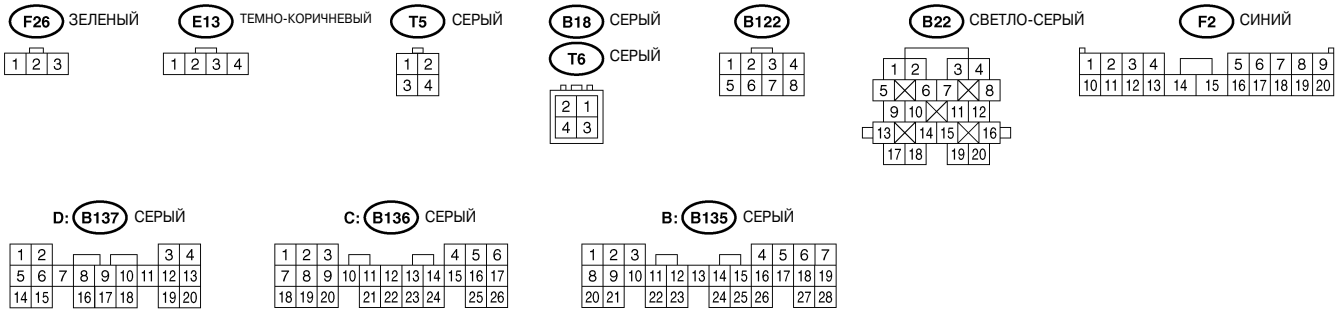 F26 ЗЕЛЕНЫЙ
1 2 3
E13 ТЕМНО-КОРИЧНЕВЫЙ
1 2 3 4
T5 СЕРЫЙ
1 2
3 4
B18 СЕРЫЙ
T6 СЕРЫЙ
2 1
4 3
B122
1 2 3 4
5 6 7 8
B22 СВЕТЛО-СЕРЫЙ
1 2 3 4
5 6 7 8
9 10 11 12
13 14 15 16
17 18 19 20
F2 СИНИЙ
1 2 3 4 5 6 7 8 9
10 11 12 13 14 15 16 17 18 19 20
D: B137 СЕРЫЙ
1 2 3 4
5 6 7 8 9 10 11 12 13
14 15 16 17 18 19 20
C: B136 СЕРЫЙ
1 2 3 4 5 6
7 8 9 10 11 12 13 14 15 16 17
18 19 20 21 22 23 24 25 26
B: B135 СЕРЫЙ
1 2 3 4 5 6 7
8 9 10 11 12 13 14 15 16 17 18 19
20 21 22 23 24 25 26 27 28